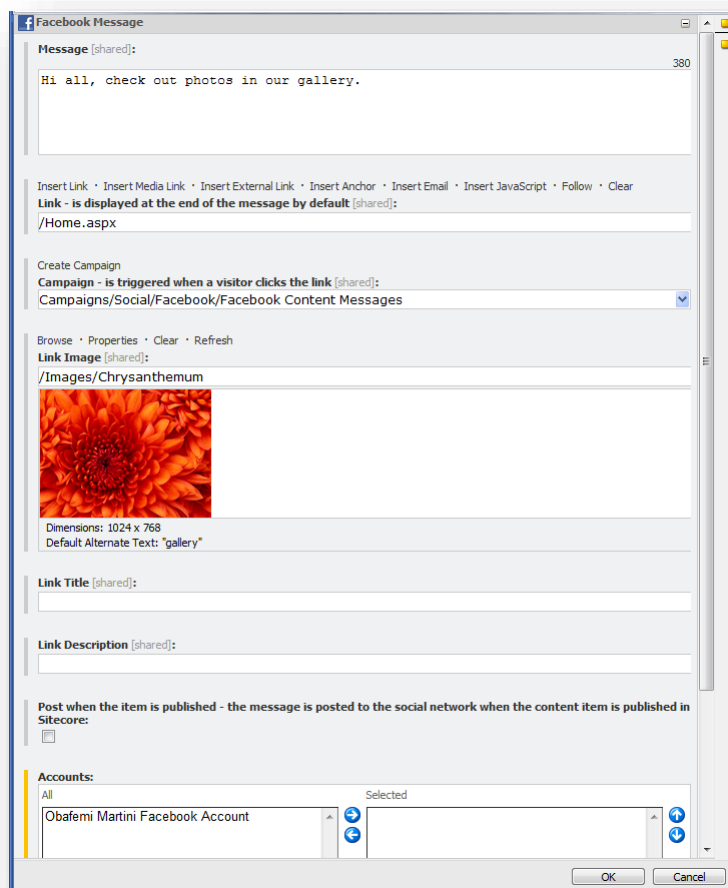 Facebook Message
Message [shared]:
380
Hi all, check out photos in our gallery.
Insert Link · Insert Media Link · Insert External Link · Insert Anchor · Insert Email · Insert JavaScript · Follow · Clear
Link - is displayed at the end of the message by default [shared]:
/Home.aspx
Create Campaign
Campaign - is triggered when a visitor clicks the link [shared]:
Campaigns/Social/Facebook/Facebook Content Messages
Browse · Properties · Clear · Refresh
Link Image [shared]:
/Images/Chrysanthemum
Dimensions: 1024 x 768
Default Alternate Text: "gallery"
Link Title [shared]:
Link Description [shared]:
Post when the item is published - the message is posted to the social network when the content item is published in
Sitecore:
Accounts:
All Selected
Obafemi Martini Facebook Account
OK Cancel